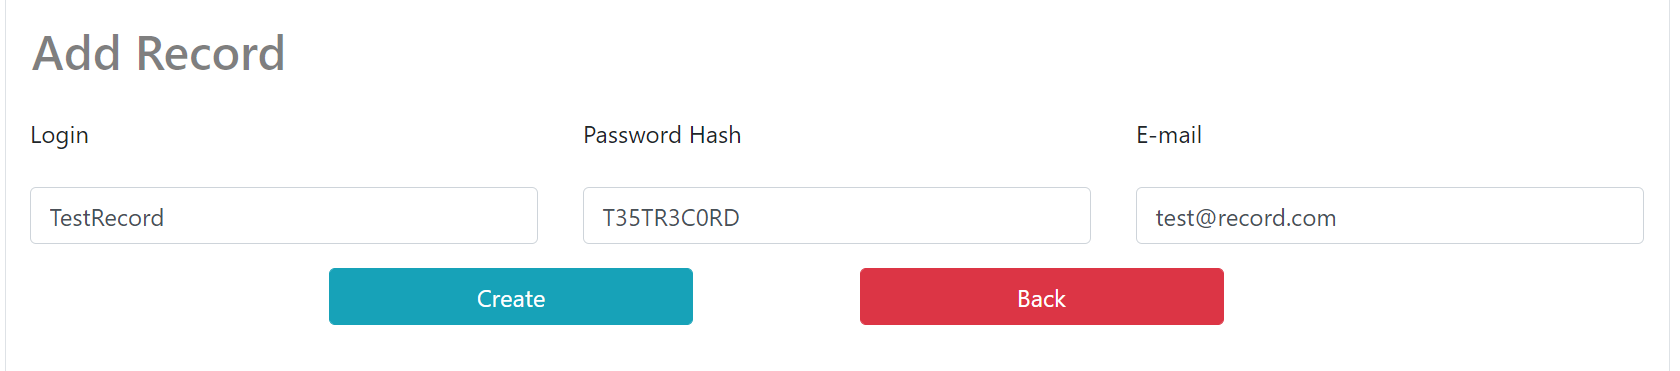 Add Record
Login Password Hash E-mail
TestRecord T35TR3C0RD test@record.com
Create Back